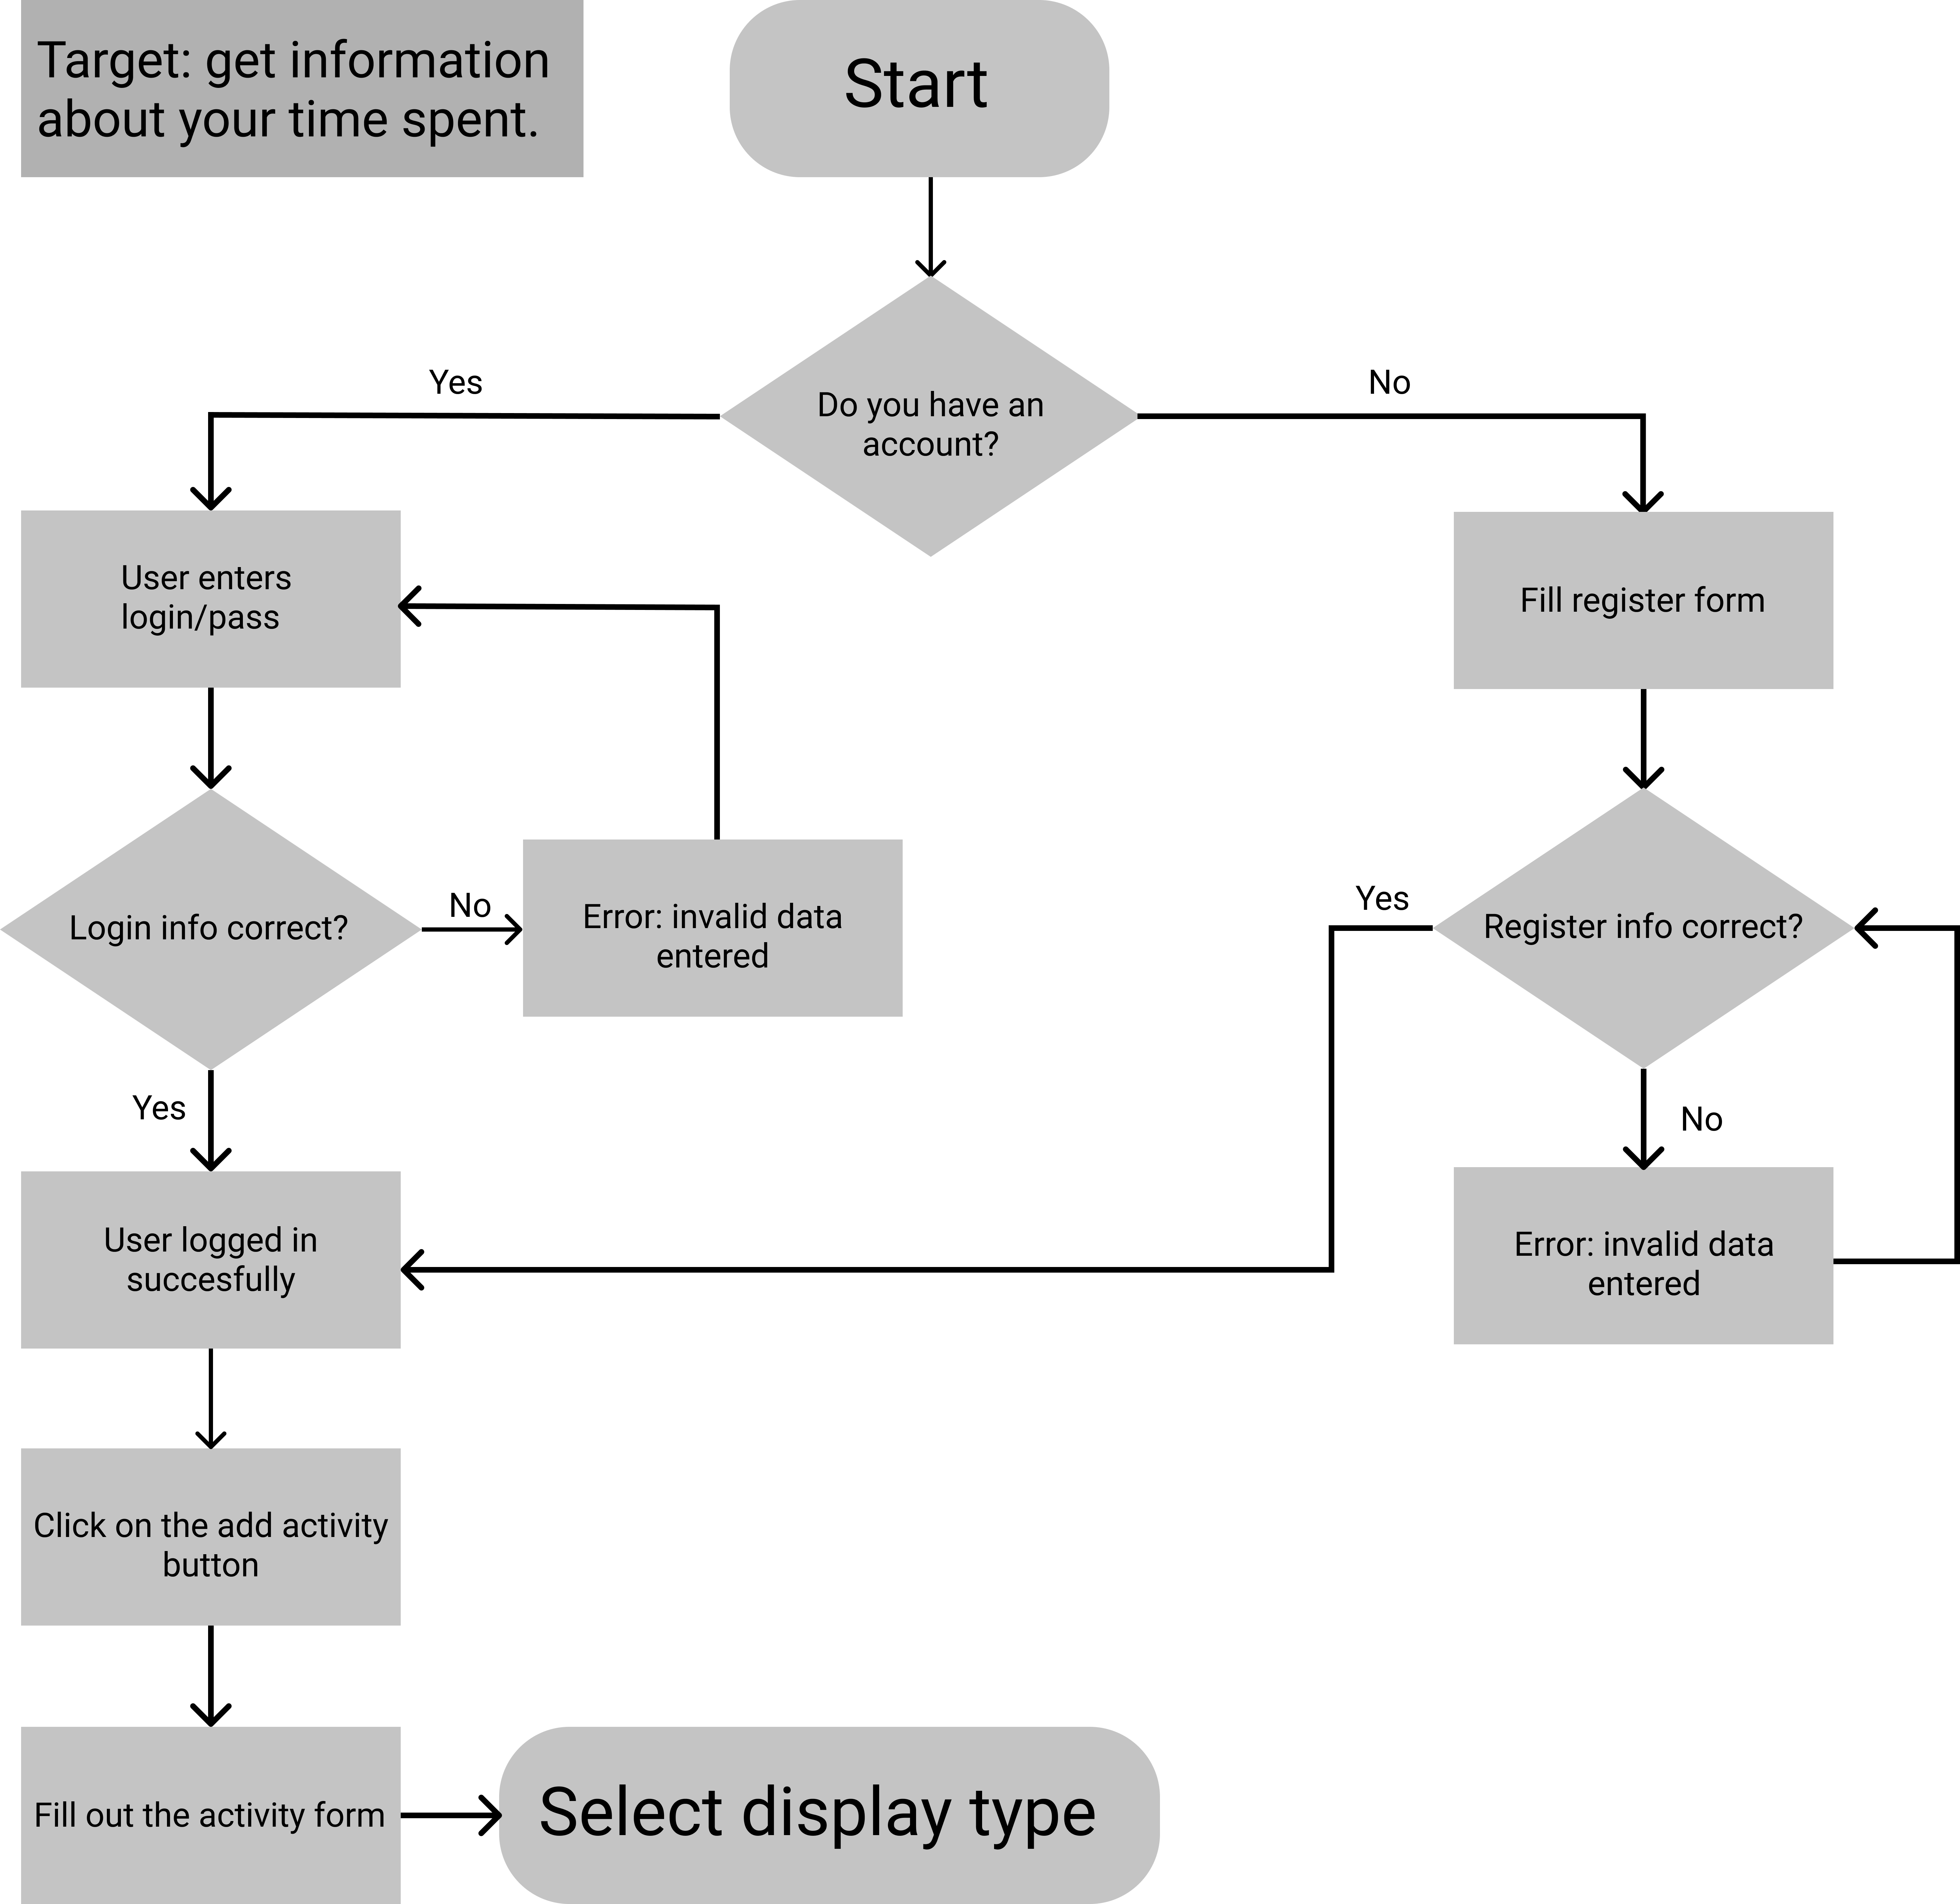 Target: get information
about your time spent.
Start
Yes
No
Do you have an
account?
User enters
login/pass
Fill register form
Login info correct?
No
Error: invalid data
entered
Yes
Register info correct?
Yes
No
User logged in
succesfully
Error: invalid data
entered
Click on the add activity
button
Fill out the activity form
Select display type